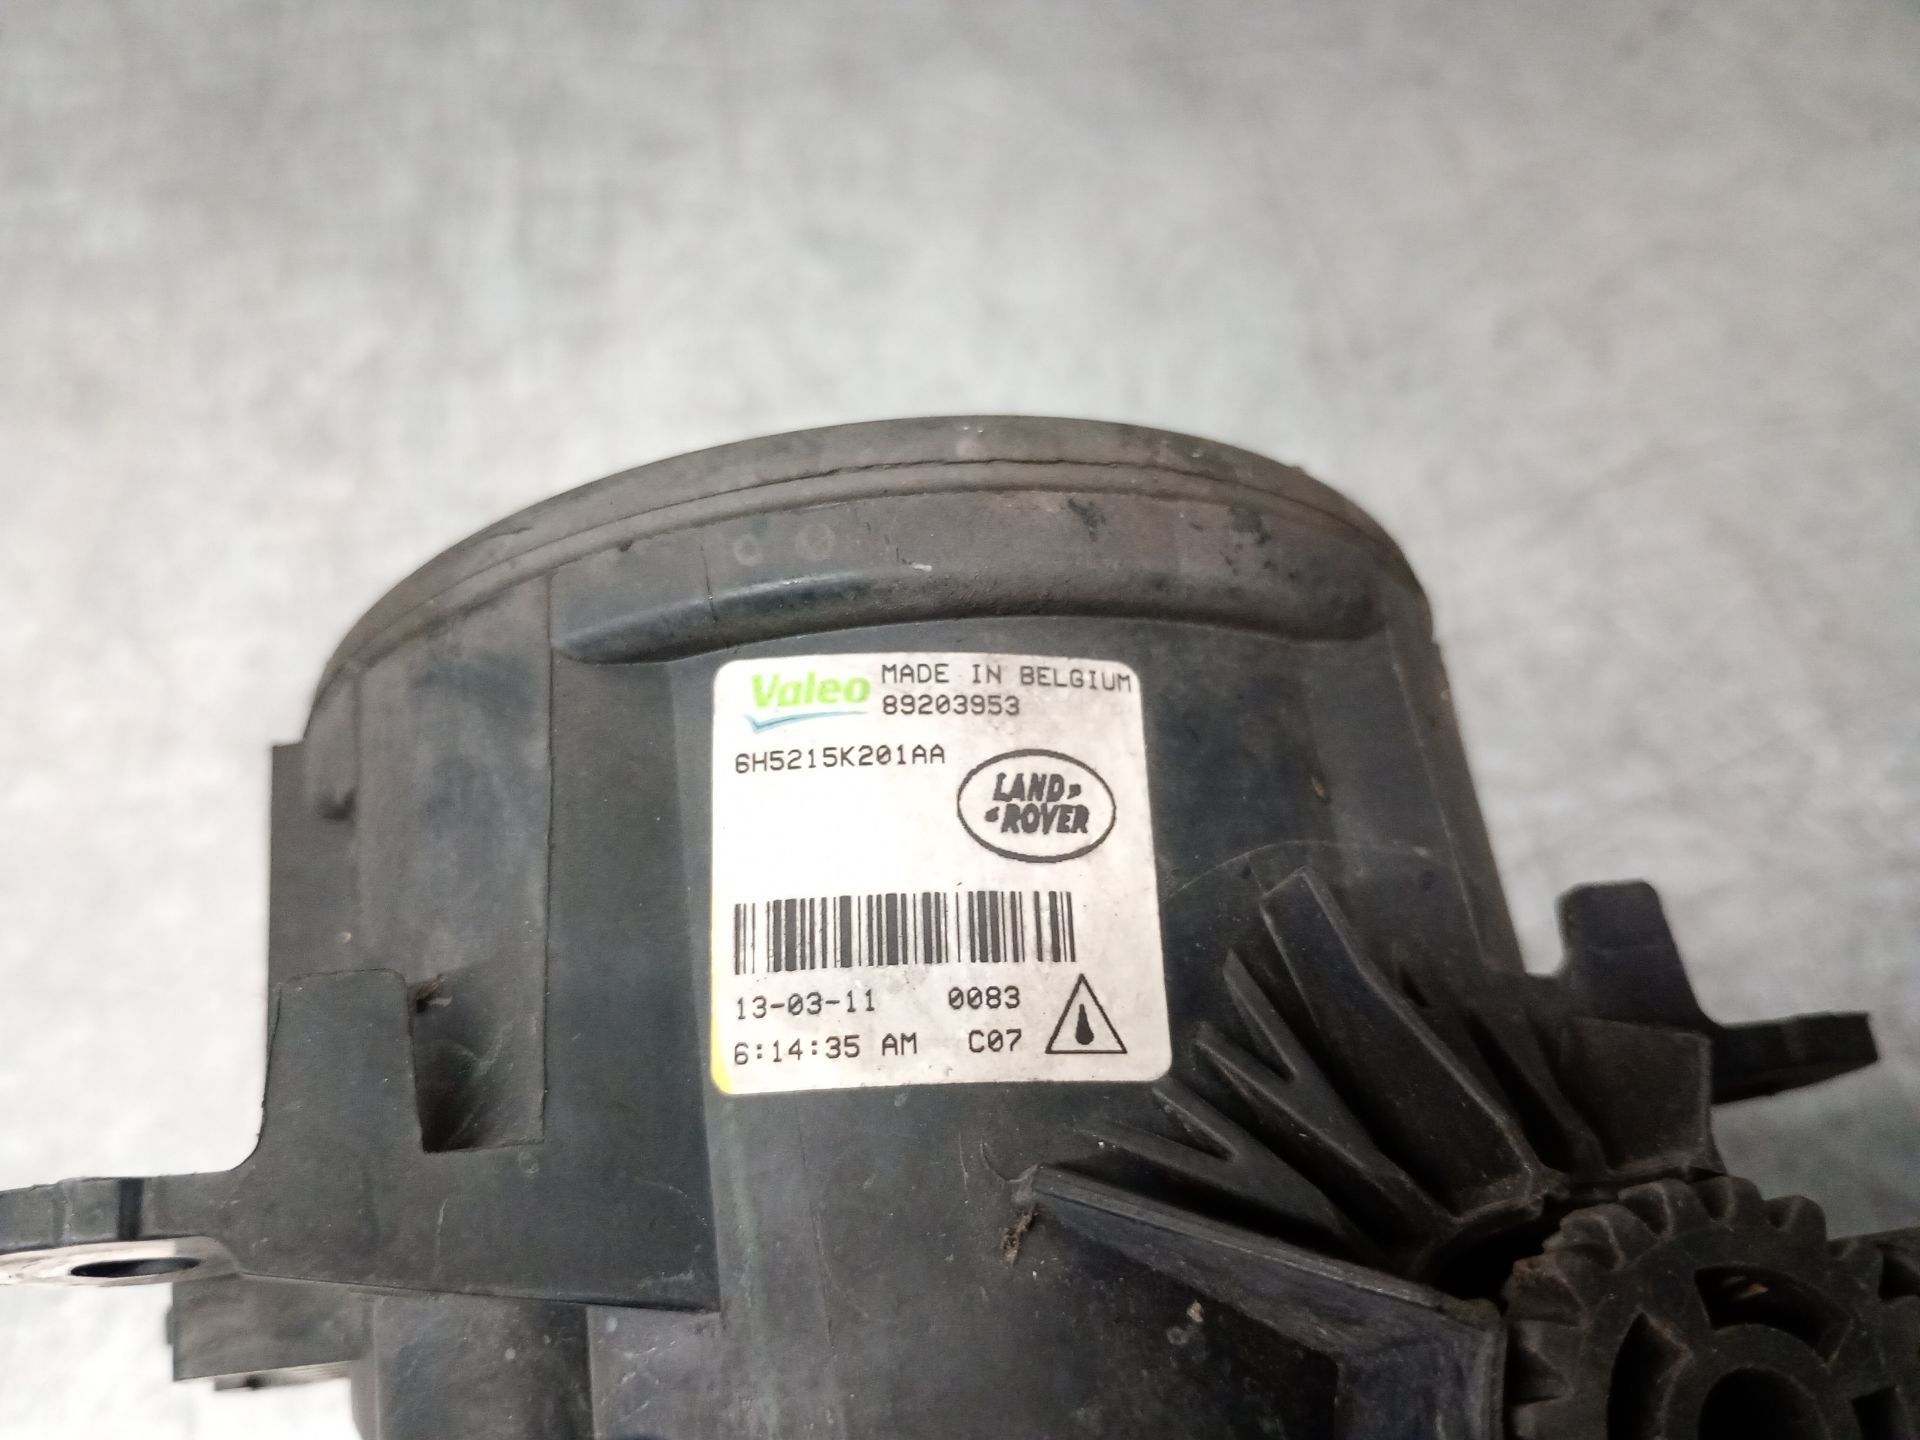 Valeo MADE IN BELGIUM
89203953
6H5215K201AA
LAND
ROVER
13-03-11 0083
6:14:35 AM C07